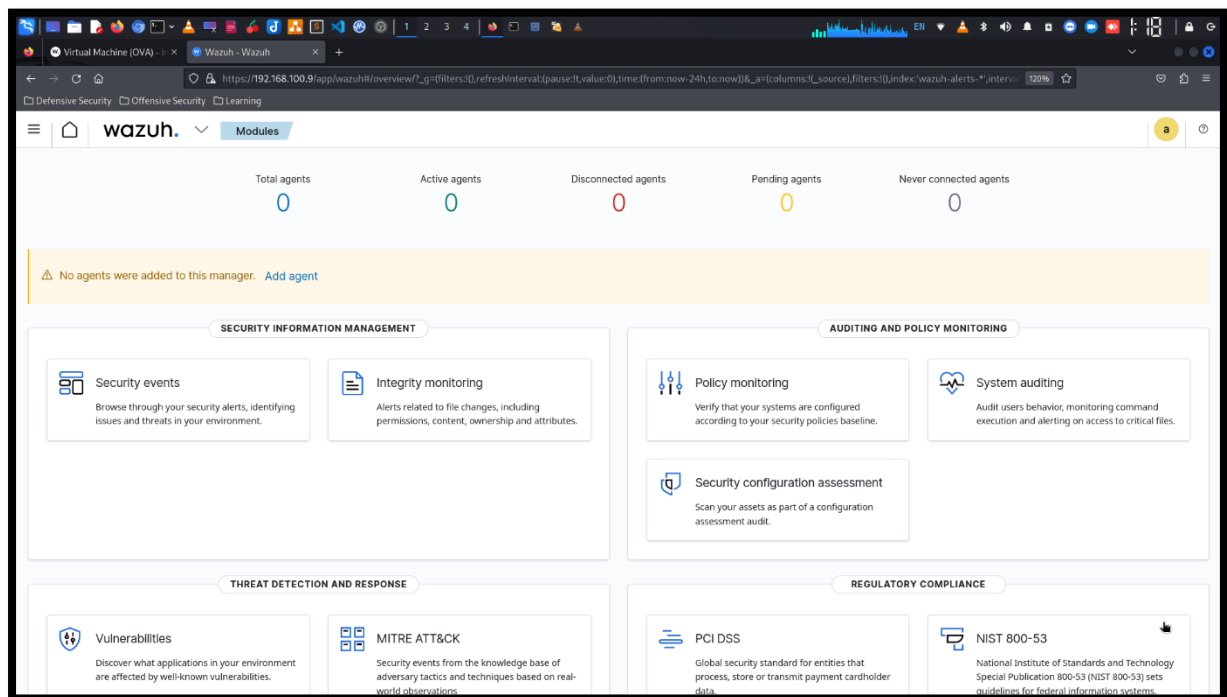 1 2 3 4
EN
Virtual Machine (OVA) - In
Wazuh - Wazuh
https://192.168.100.9/app/wazuh#/overview/?_g=(filters:!(),refreshInterval:(pause:!t,value:0),time:(from:now-24h,to:now))&_a=(columns:!(_source),filters:!(),index:'wazuh-alerts-*',interva
120%
Defensive Security
Offensive Security
Learning
wazuh.
Modules
a
Total agents
0
Active agents
0
Disconnected agents
0
Pending agents
0
Never connected agents
0
No agents were added to this manager. Add agent
SECURITY INFORMATION MANAGEMENT
Security events
Browse through your security alerts, identifying
issues and threats in your environment.
Integrity monitoring
Alerts related to file changes, including
permissions, content, ownership and attributes.
AUDITING AND POLICY MONITORING
Policy monitoring
Verify that your systems are configured
according to your security policies baseline.
System auditing
Audit users behavior, monitoring command
execution and alerting on access to critical files.
Security configuration assessment
Scan your assets as part of a configuration
assessment audit.
THREAT DETECTION AND RESPONSE
Vulnerabilities
Discover what applications in your environment
are affected by well-known vulnerabilities.
MITRE ATT&CK
Security events from the knowledge base of
adversary tactics and techniques based on real-
world observations
REGULATORY COMPLIANCE
PCI DSS
Global security standard for entities that
process, store or transmit payment cardholder
data.
NIST 800-53
National Institute of Standards and Technology
Special Publication 800-53 (NIST 800-53) sets
guidelines for federal information systems.